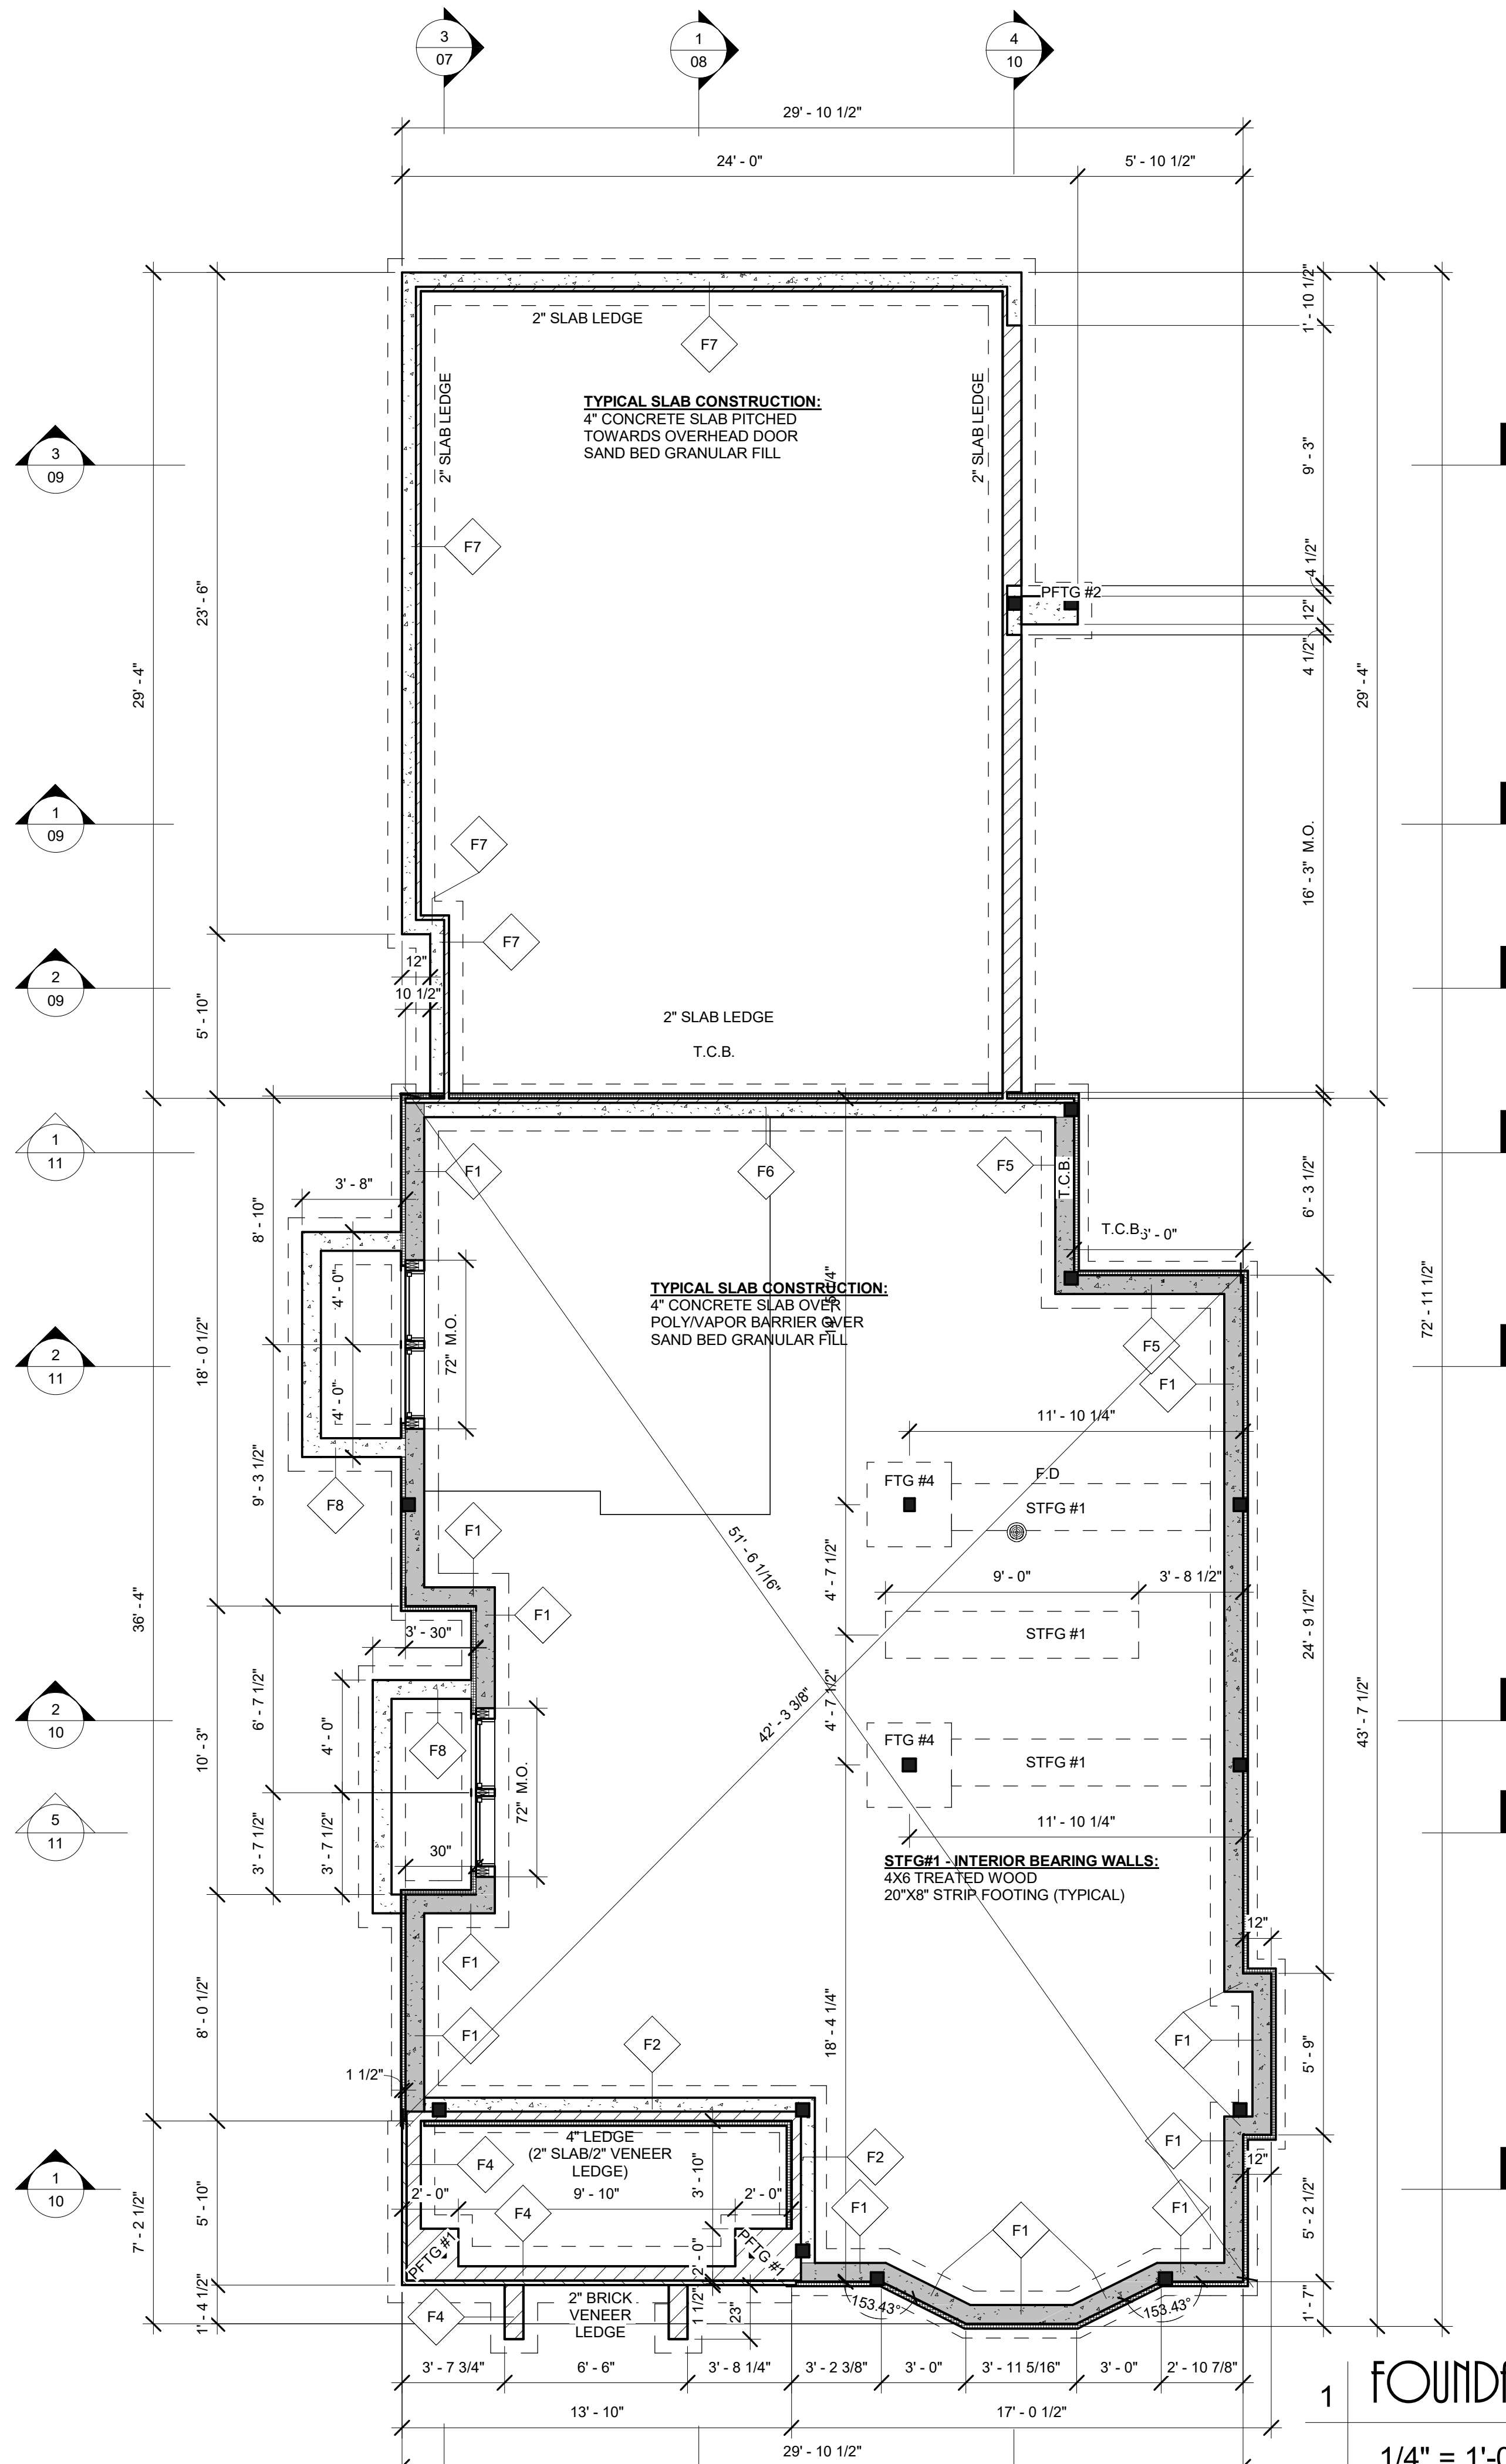 3
07
1
08
4
10
29' - 10 1/2"
24' - 0"
5' - 10 1/2"
1' - 10 1/2"
2" SLAB LEDGE
F7
2" SLAB LEDGE
2" SLAB LEDGE
TYPICAL SLAB CONSTRUCTION:
4" CONCRETE SLAB PITCHED
TOWARDS OVERHEAD DOOR
SAND BED GRANULAR FILL
9' - 3"
3
09
F7
4 1/2"
PFTG #2
12"
4 1/2"
23' - 6"
29' - 4"
29' - 4"
1
09
F7
16' - 3" M.O.
F7
12"
10 1/2"
2
09
5' - 10"
2" SLAB LEDGE
T.C.B.
1
11
F1
F6
F5
T.C.B.
3' - 8"
8' - 10"
6' - 3 1/2"
T.C.B.
4' - 0"
TYPICAL SLAB CONSTRUCTION:
4" CONCRETE SLAB OVER
POLY/VAPOR BARRIER OVER
SAND BED GRANULAR FILL
72' - 11 1/2"
2
11
18' - 0 1/2"
72" M.O.
F5
F1
4' - 0"
11' - 10 1/4"
9' - 3 1/2"
F8
FTG #4
F.D
STFG #1
F1
51' - 6 1/16"
4' - 7 1/2"
9' - 0"
3' - 8 1/2"
36' - 4"
F1
24' - 9 1/2"
3' - 30"
STFG #1
2
10
6' - 7 1/2"
4' - 0"
10' - 3"
F8
42' - 3 3/8"
4' - 7 1/2"
FTG #4
STFG #1
43' - 7 1/2"
72" M.O.
5
11
3' - 7 1/2"
3' - 7 1/2"
30"
11' - 10 1/4"
STFG#1 - INTERIOR BEARING WALLS:
4X6 TREATED WOOD
20"X8" STRIP FOOTING (TYPICAL)
12"
F1
8' - 0 1/2"
F1
F2
18' - 4 1/4"
F1
5' - 9"
1 1/2"
1
10
4" LEDGE
(2" SLAB/2" VENEER
LEDGE)
F4
F2
F1
12"
3' - 10"
7' - 2 1/2"
5' - 10"
2' - 0"
9' - 10"
2' - 0"
F4
F1
F1
F1
5' - 2 1/2"
PFTG #1
2' - 0"
PFTG #1
1' - 4 1/2"
F4
2" BRICK
VENEER
LEDGE
1 1/2"
23"
153.43°
153.43°
1' - 7"
3' - 7 3/4"
6' - 6"
3' - 8 1/4"
3' - 2 3/8"
3' - 0"
3' - 11 5/16"
3' - 0"
2' - 10 7/8"
13' - 10"
17' - 0 1/2"
29' - 10 1/2"
1
1/4" = 1'-0